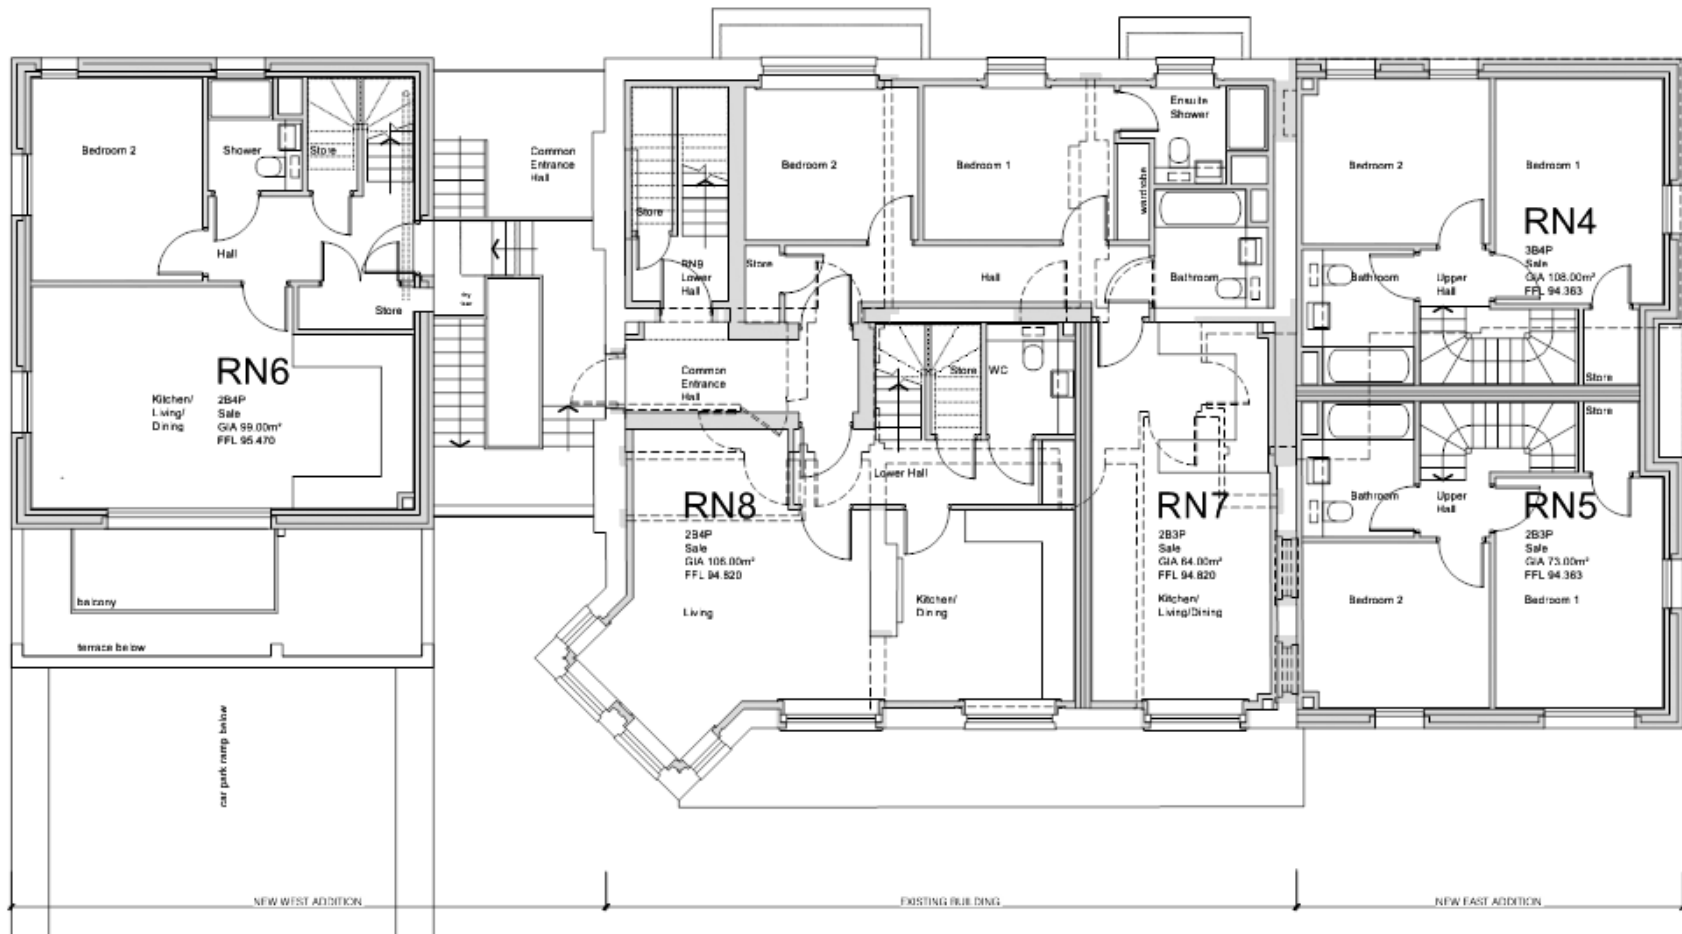 Bedroom 2
Shower
Store
Hall
Store
RN6
Kitchen/
Living/
Dining
2B4P
Sale
GIA 99.00m²
FFL 95.470
balcony
terrace below
car park ramp below
Common
Entrance
Hall
Store
RN9
Lower
Hall
Common
Entrance
Hall
Bedroom 2
Bedroom 1
wardrobe
Ensuite
Shower
Store
Hall
Bathroom
Store
WC
Lower Hall
RN8
2B4P
Sale
GIA 106.00m²
FFL 94.820
Living
Kitchen/
Dining
RN7
2B3P
Sale
GIA 64.00m²
FFL 94.820
Kitchen/
Living/Dining
Bedroom 2
Bedroom 1
RN4
3B4P
Sale
GIA 108.00m²
FFL 94.363
Bathroom
Upper
Hall
Store
Store
Bathroom
Upper
Hall
RN5
2B3P
Sale
GIA 73.00m²
FFL 94.363
Bedroom 2
Bedroom 1
NEW WEST ADDITION
EXISTING BUILDING
NEW EAST ADDITION